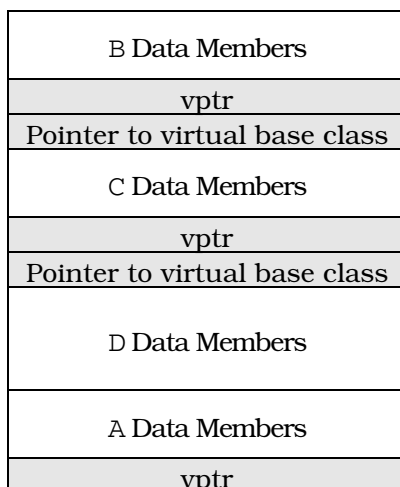 B Data Members
vptr
Pointer to virtual base class
C Data Members
vptr
Pointer to virtual base class
D Data Members
A Data Members
vptr